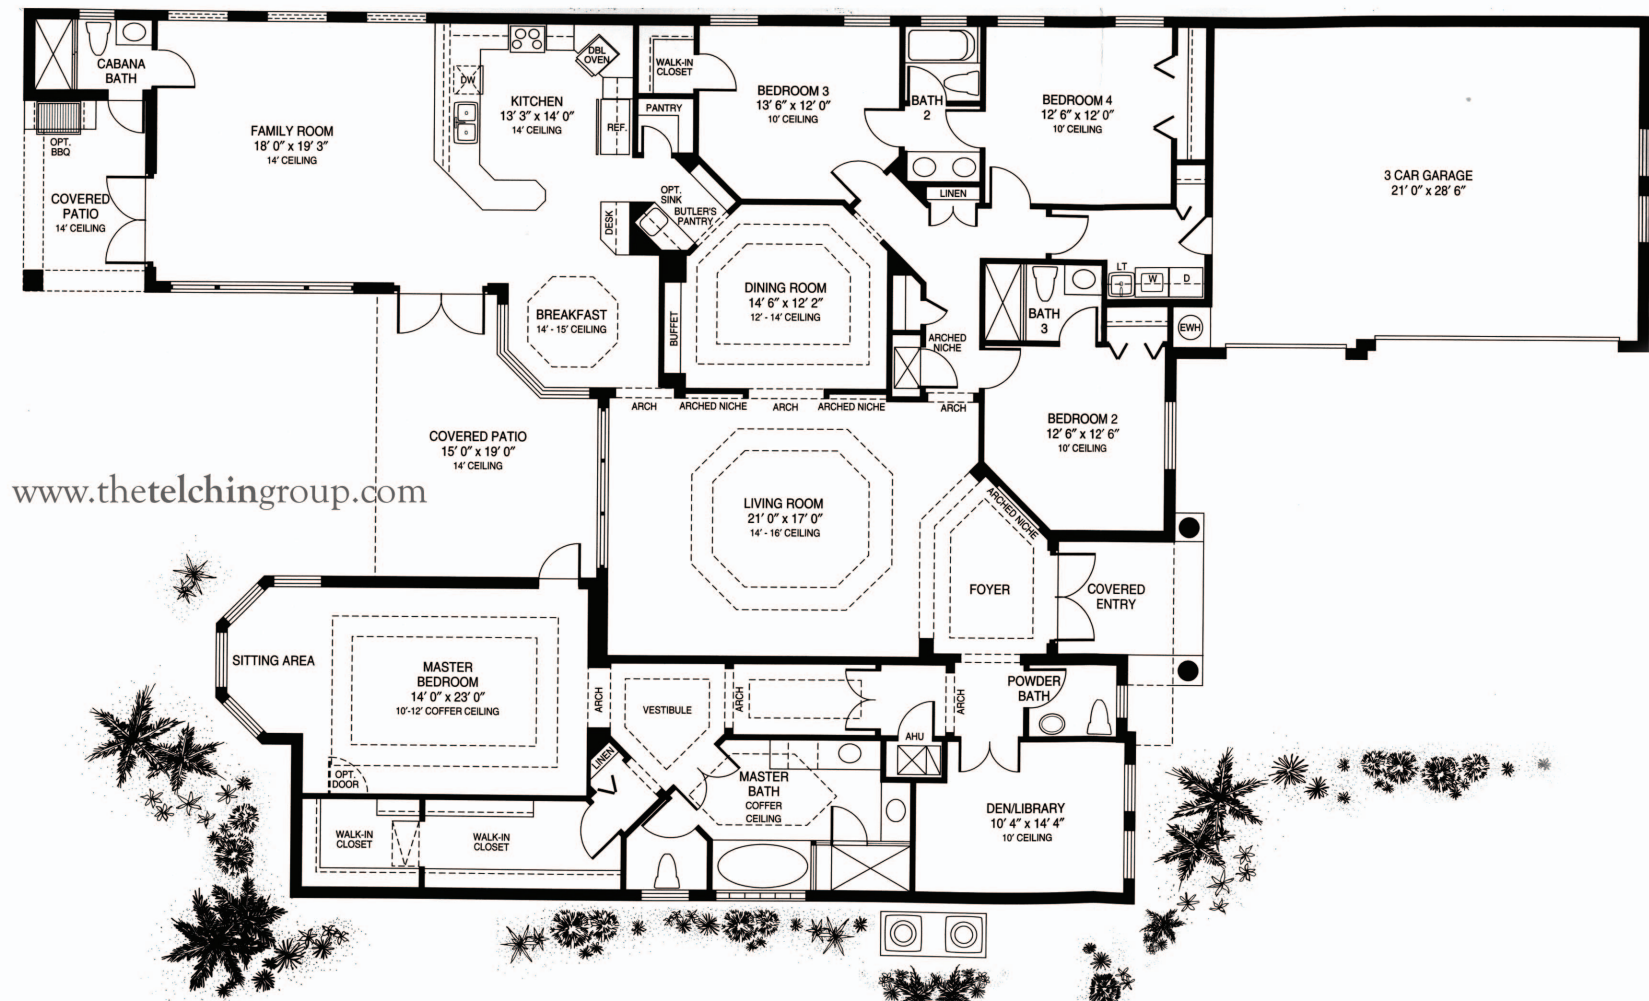 CABANA
BATH
OPT.
BBQ
COVERED
PATIO
14' CEILING
FAMILY ROOM
18' 0" x 19' 3"
14' CEILING
DW
KITCHEN
13' 3" x 14' 0"
14' CEILING
DBL
OVEN
REF.
WALK-IN
CLOSET
PANTRY
OPT.
SINK
BUTLER'S
PANTRY
DESK
BEDROOM 3
13' 6" x 12' 0"
10' CEILING
BATH
2
LINEN
BEDROOM 4
12' 6" x 12' 0"
10' CEILING
3 CAR GARAGE
21' 0" x 28' 6"
BREAKFAST
14' - 15' CEILING
BUFFET
DINING ROOM
14' 6" x 12' 2"
12' - 14' CEILING
ARCHED
NICHE
BATH
3
LT
W
D
EWH
ARCH
ARCHED NICHE
ARCH
ARCHED NICHE
ARCH
BEDROOM 2
12' 6" x 12' 6"
10' CEILING
COVERED PATIO
15' 0" x 19' 0"
14' CEILING
www.thetelchingroup.com
LIVING ROOM
21' 0" x 17' 0"
14' - 16' CEILING
ARCHED NICHE
FOYER
COVERED
ENTRY
SITTING AREA
MASTER
BEDROOM
14' 0" x 23' 0"
10'-12' COFFER CEILING
OPT.
DOOR
ARCH
VESTIBULE
ARCH
ARCH
POWDER
BATH
AHU
LINEN
MASTER
BATH
COFFER
CEILING
DEN/LIBRARY
10' 4" x 14' 4"
10' CEILING
WALK-IN
CLOSET
WALK-IN
CLOSET